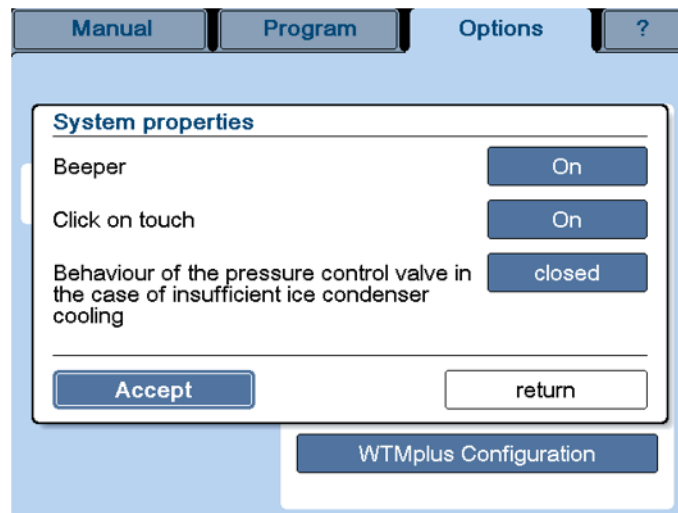 Manual Program Options ?
System properties
Beeper On
Click on touch On
Behaviour of the pressure control valve in closed
the case of insufficient ice condenser
cooling
Accept return
WTMplus Configuration